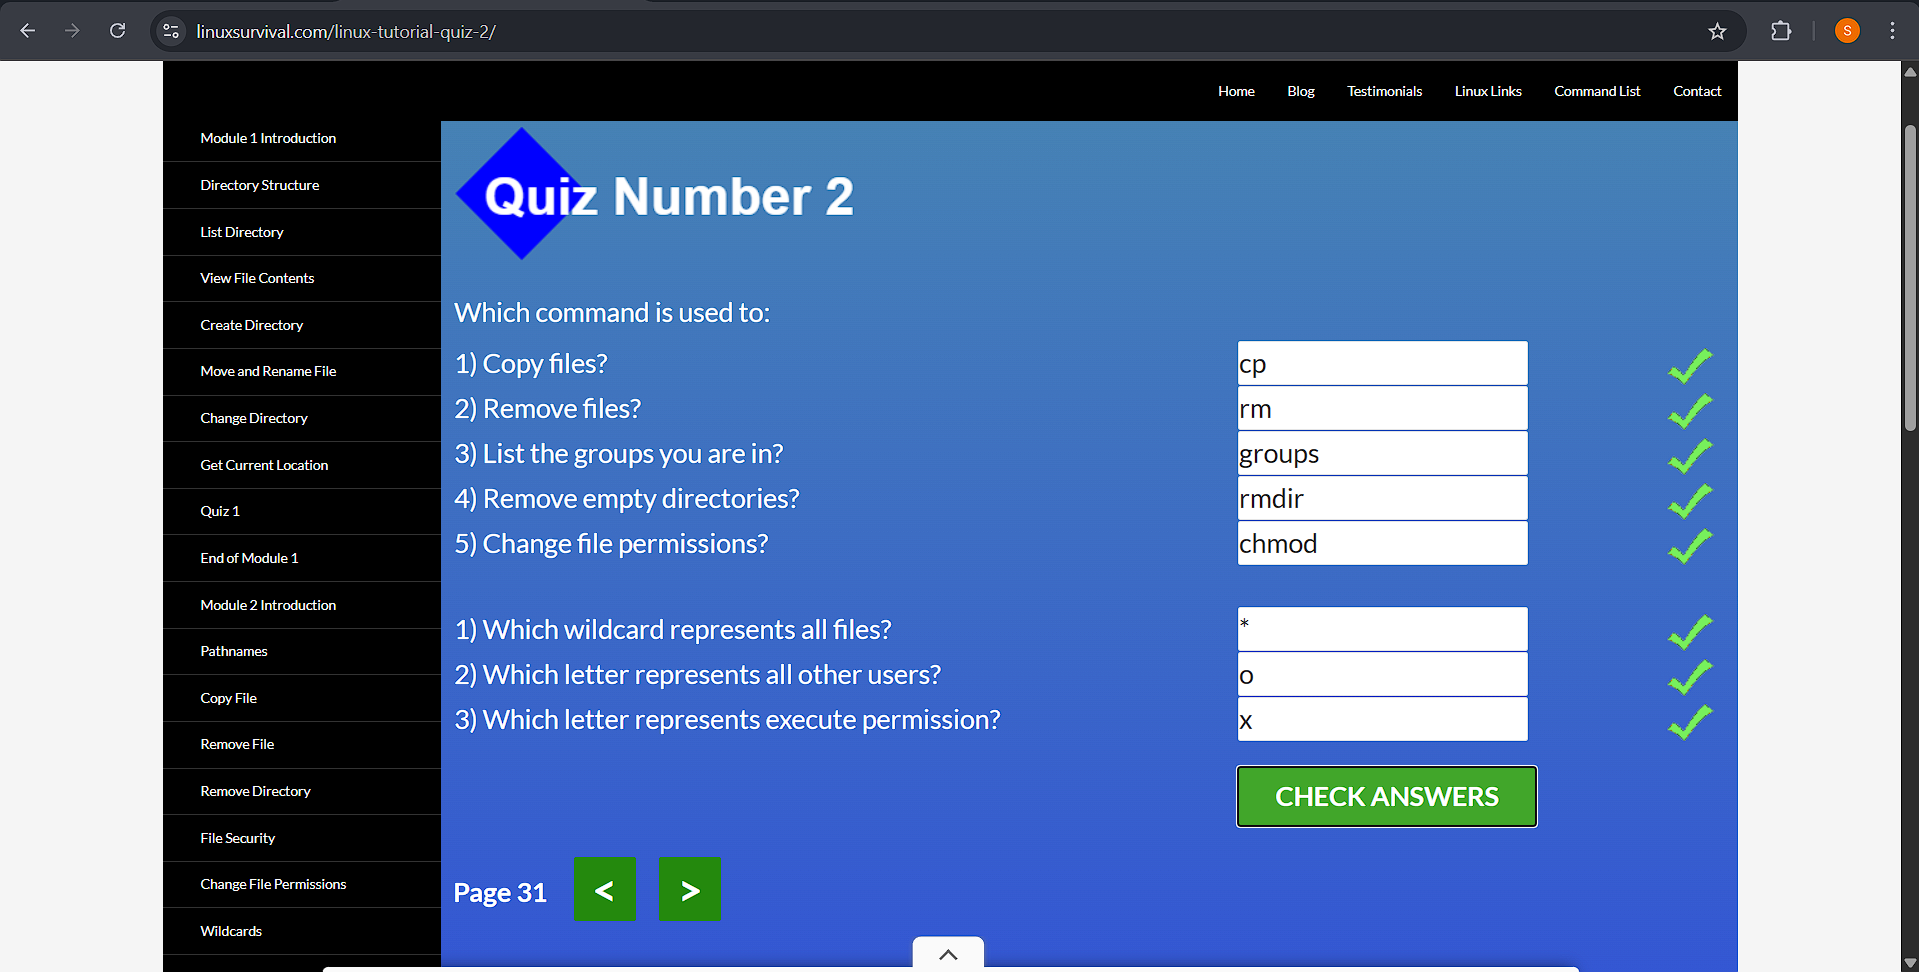 linuxsurvival.com/linux-tutorial-quiz-2/
S
Home Blog Testimonials Linux Links Command List Contact
Module 1 Introduction
Directory Structure
List Directory
View File Contents
Create Directory
Move and Rename File
Change Directory
Get Current Location
Quiz 1
End of Module 1
Module 2 Introduction
Pathnames
Copy File
Remove File
Remove Directory
File Security
Change File Permissions
Wildcards
Quiz Number 2
Which command is used to:
1) Copy files? cp
2) Remove files? rm
3) List the groups you are in? groups
4) Remove empty directories? rmdir
5) Change file permissions? chmod
1) Which wildcard represents all files? *
2) Which letter represents all other users? o
3) Which letter represents execute permission? x
CHECK ANSWERS
Page 31 < >